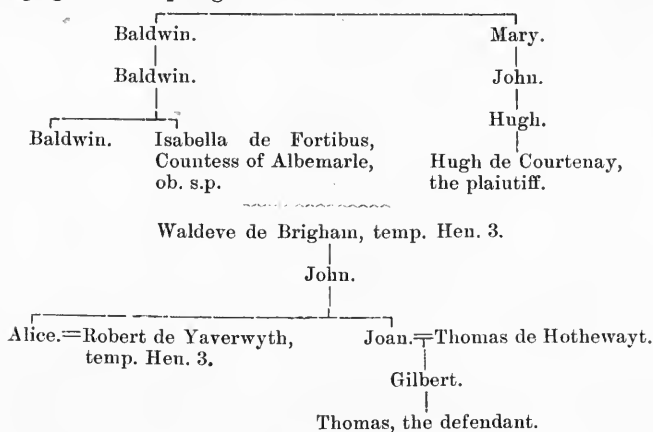 Baldwin. Mary.
Baldwin. John.
Hugh.
Baldwin. Isabella de Fortibus, Hugh de Courtenay,
Countess of Albemarle, the plaiutiff.
ob. s.p.
Waldeve de Brigham, temp. Hen. 3.
John.
Alice.=Robert de Yaverwyth, Joan.=Thomas de Hothewayt.
temp. Hen. 3.
Gilbert.
Thomas, the defendant.